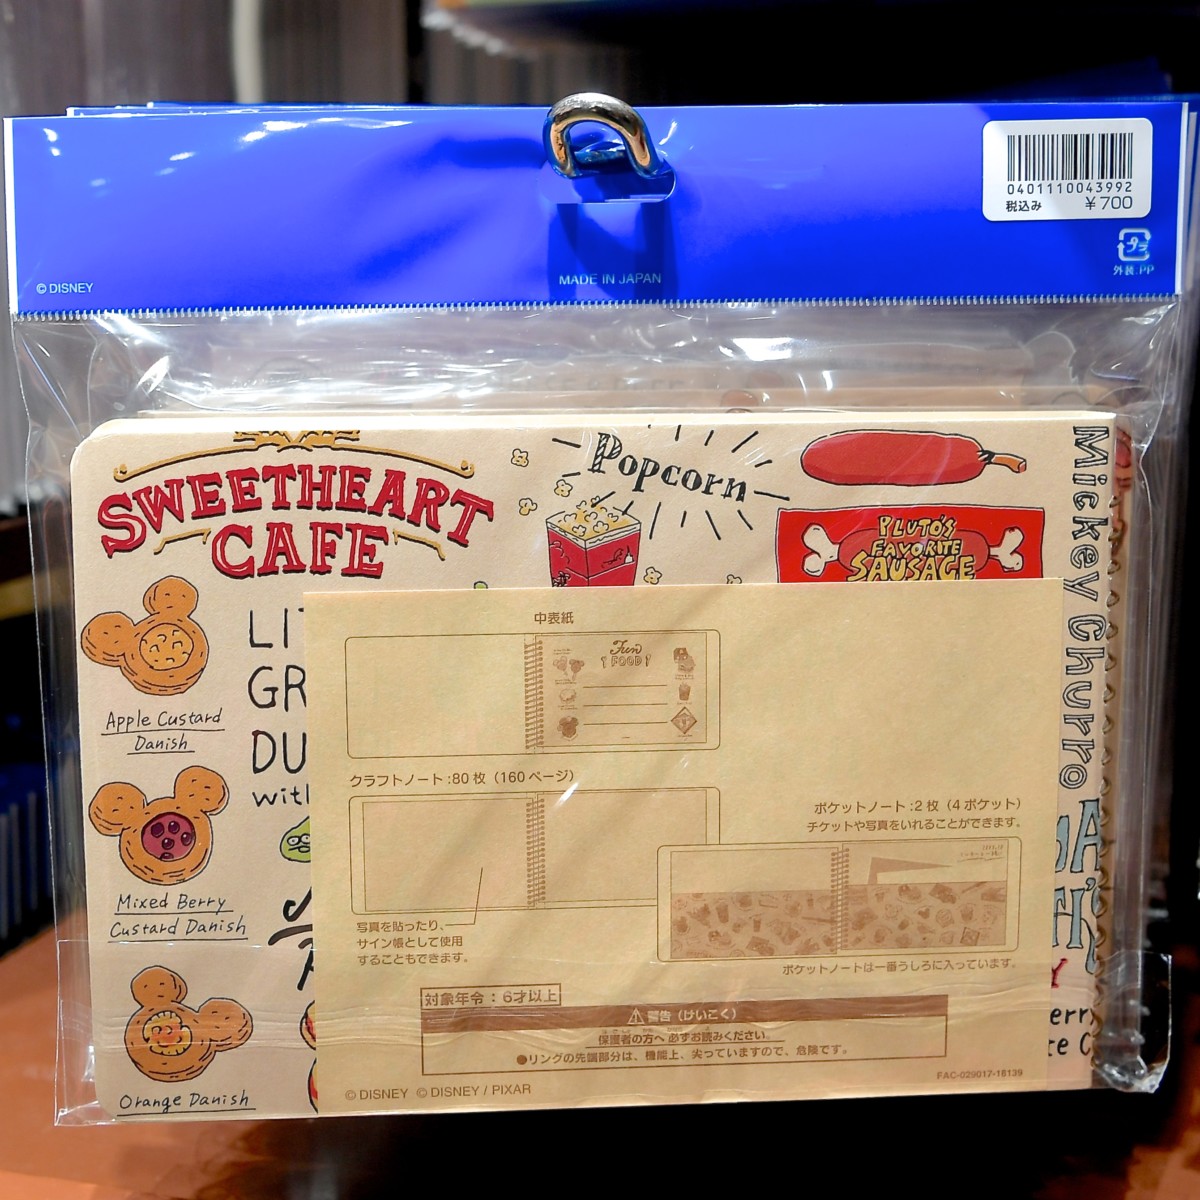 0401110043992
税込み ¥700
プラ
外装:PP
© DISNEY
MADE IN JAPAN
SWEETHEART
CAFE
Popcorn
PLUTO'S
FAVORITE
SAUSAGE
Mickey Churro
Apple Custard
Danish
Mixed Berry
Custard Danish
Orange Danish
LI
GR
DU
with
中表紙
Fun
FOOD
クラフトノート:80枚(160ページ)
写真を貼ったり、
サイン帳として使用
することもできます。
ポケットノート:2枚(4ポケット)
チケットや写真をいれることができます。
ポケットノートは一番うしろに入っています。
対象年令:6才以上
⚠警告(けいこく)
保護者の方へ 必ずお読みください。
●リングの先端部分は、機能上、尖っていますので、危険です。
FAC-029017-18139
© DISNEY © DISNEY / PIXAR